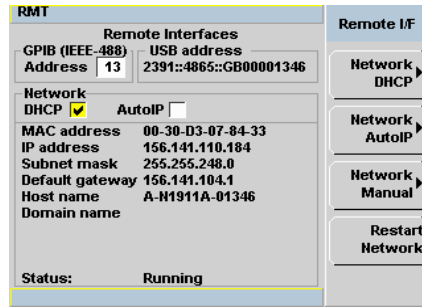 RMT
Remote Interfaces
GPIB (IEEE-488)
Address 13
USB address
2391::4865::GB00001346
Network
DHCP AutoIP
MAC address 00-30-D3-07-84-33
IP address 156.141.110.184
Subnet mask 255.255.248.0
Default gateway 156.141.104.1
Host name A-N1911A-01346
Domain name
Status: Running
Remote I/F
Network
DHCP
Network
AutoIP
Network
Manual
Restart
Network